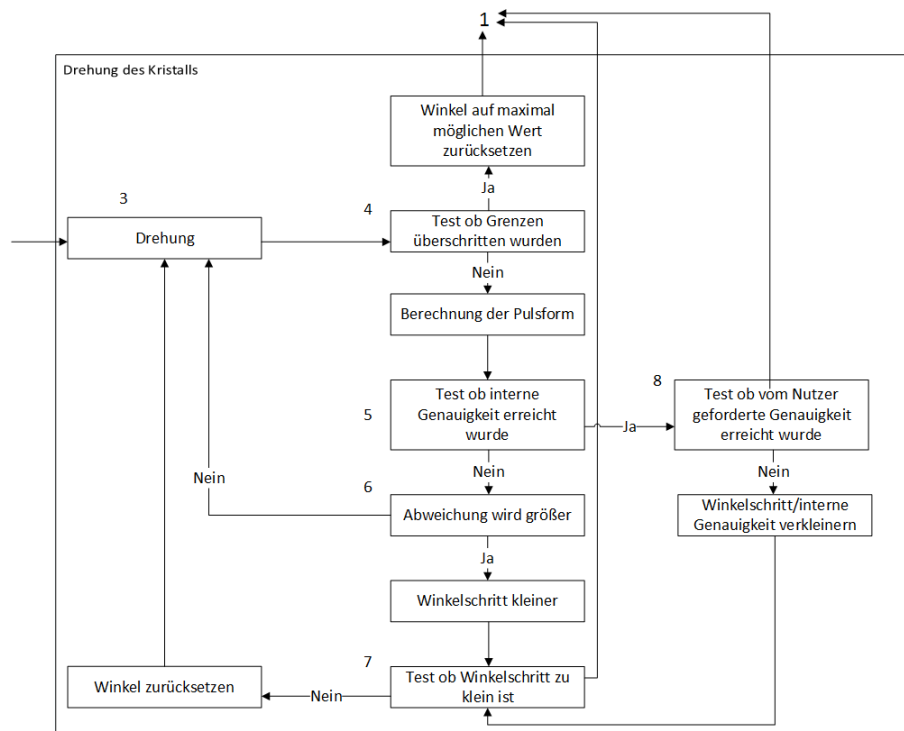 1
Drehung des Kristalls
Winkel auf maximal
möglichen Wert
zurücksetzen
Ja
3
Drehung
4
Test ob Grenzen
überschritten wurden
Nein
Berechnung der Pulsform
5
Test ob interne
Genauigkeit erreicht
wurde
Ja
8
Test ob vom Nutzer
geforderte Genauigkeit
erreicht wurde
Nein
Nein
Nein
6
Abweichung wird größer
Winkelschritt/interne
Genauigkeit verkleinern
Ja
Winkelschritt kleiner
7
Test ob Winkelschritt zu
klein ist
Nein
Winkel zurücksetzen